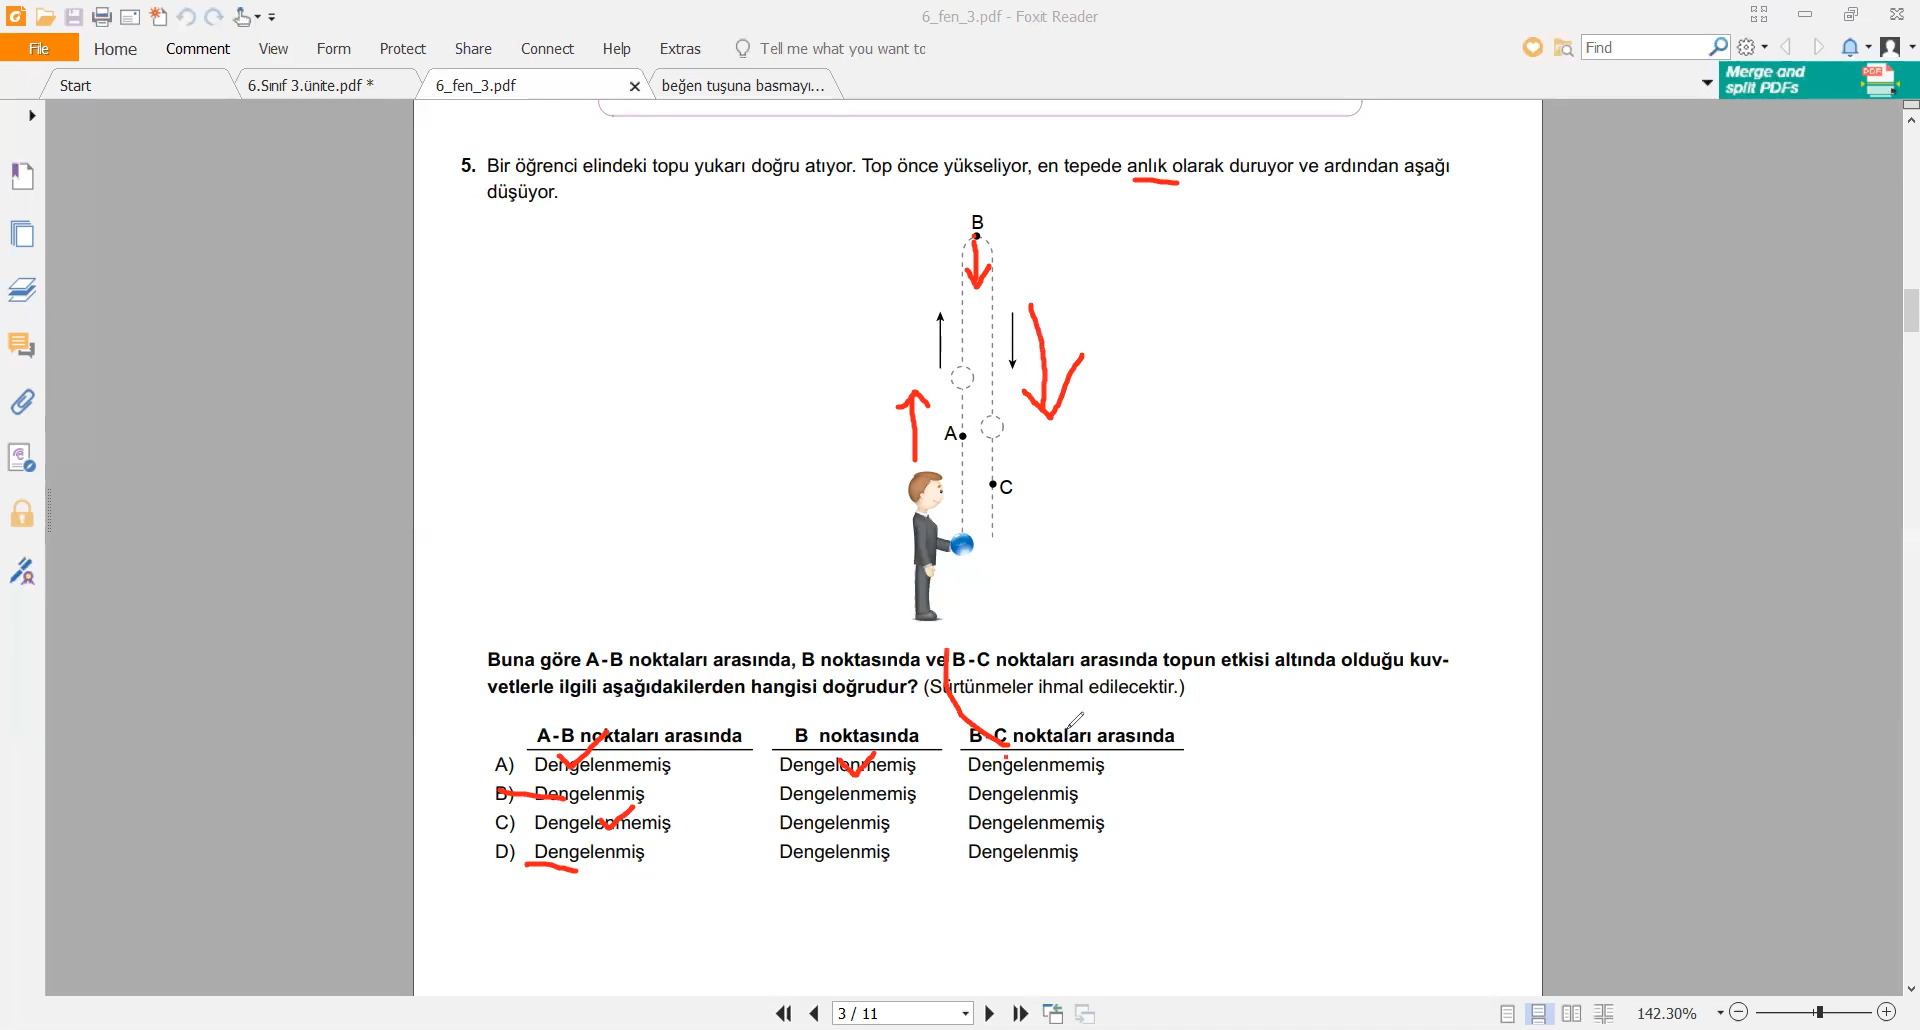 6_fen_3.pdf - Foxit Reader
File Home Comment View Form Protect Share Connect Help Extras Tell me what you want to Find
Start 6.Sınıf 3.ünite.pdf * 6_fen_3.pdf beğen tuşuna basmayı... Merge and
split PDFs
PDF
5. Bir öğrenci elindeki topu yukarı doğru atıyor. Top önce yükseliyor, en tepede anlık olarak duruyor ve ardından aşağı
düşüyor.
B
A
C
Buna göre A-B noktaları arasında, B noktasında ve B-C noktaları arasında topun etkisi altında olduğu kuv-
vetlerle ilgili aşağıdakilerden hangisi doğrudur? (Sürtünmeler ihmal edilecektir.)
A-B noktaları arasında B noktasında B-C noktaları arasında
A) Dengelenmemiş Dengelenmemiş Dengelenmemiş
B) Dengelenmiş Dengelenmemiş Dengelenmiş
C) Dengelenmemiş Dengelenmiş Dengelenmemiş
D) Dengelenmiş Dengelenmiş Dengelenmiş
3 / 11 142.30%